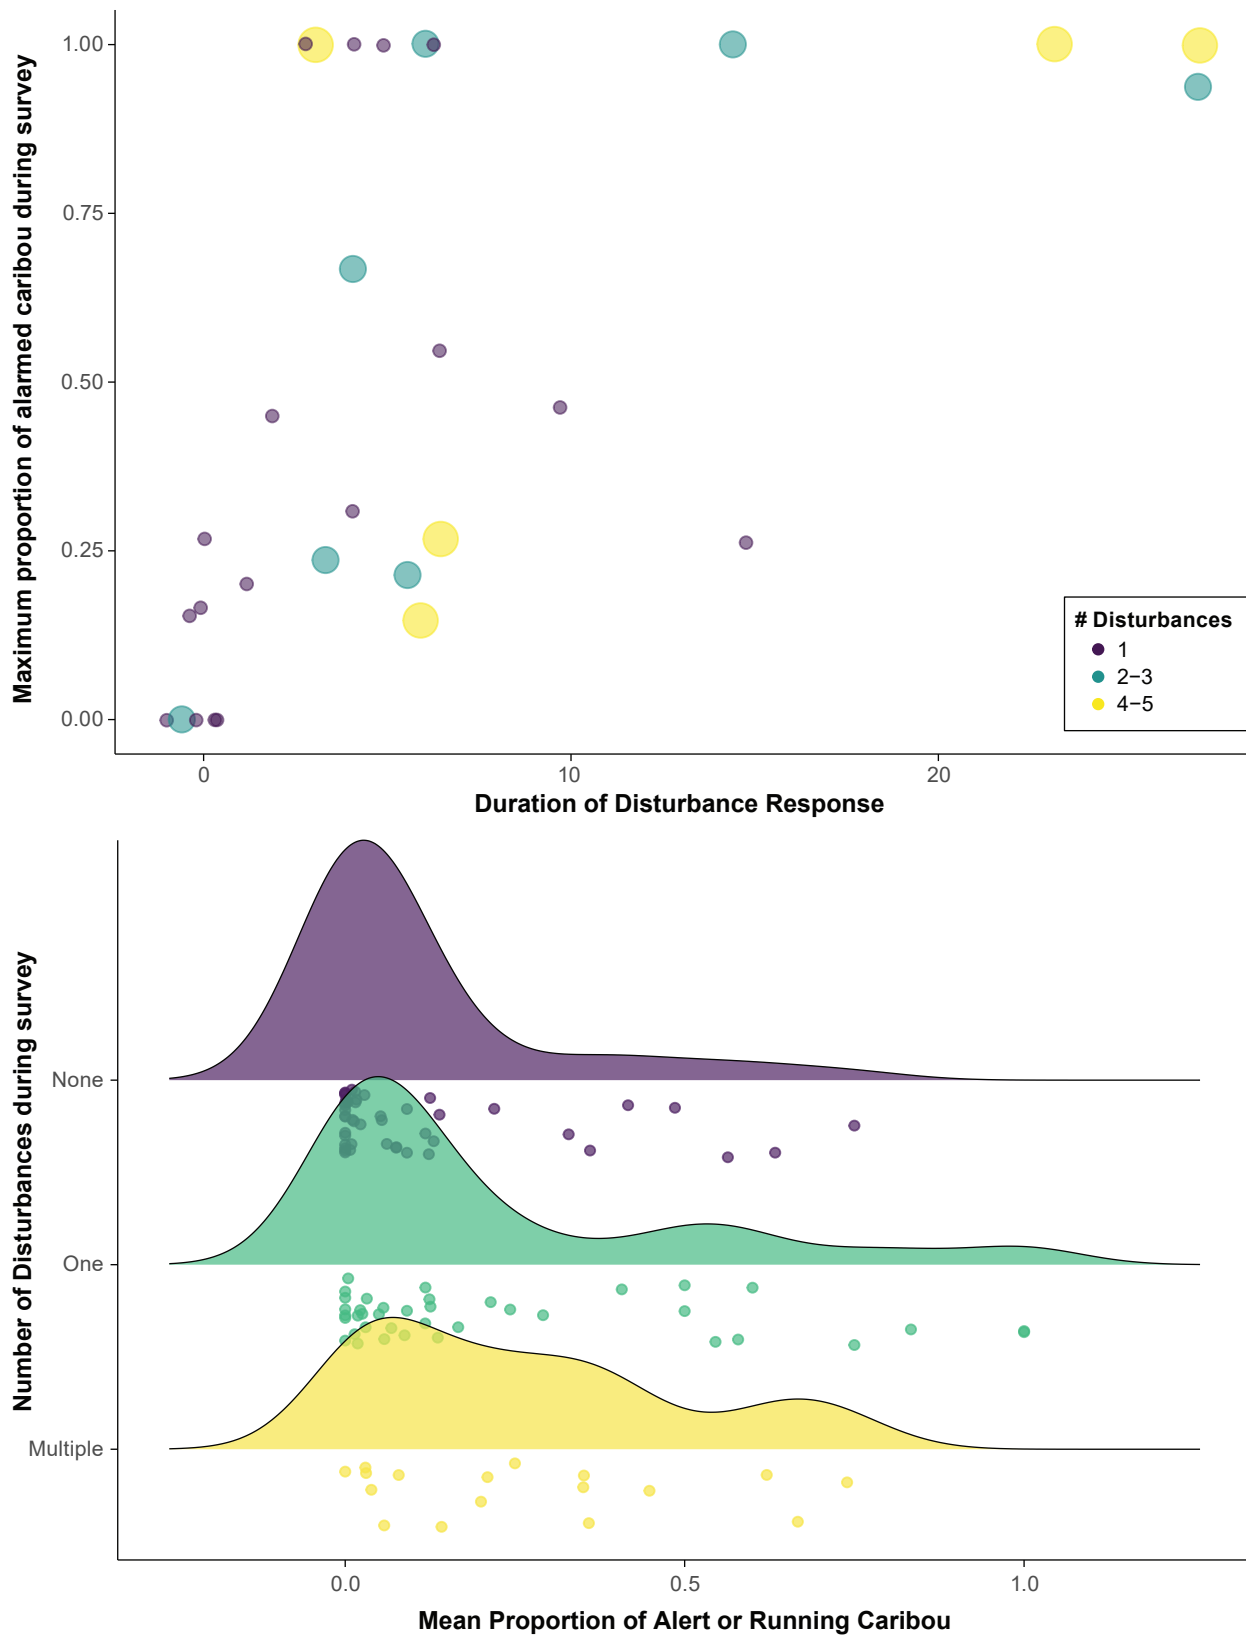 Maximum proportion of alarmed caribou during survey
1.00
0.75
0.50
0.25
0.00
# Disturbances
1
2−3
4−5
0
10
20
Duration of Disturbance Response
Number of Disturbances during survey
None
One
Multiple
0.0
0.5
1.0
Mean Proportion of Alert or Running Caribou